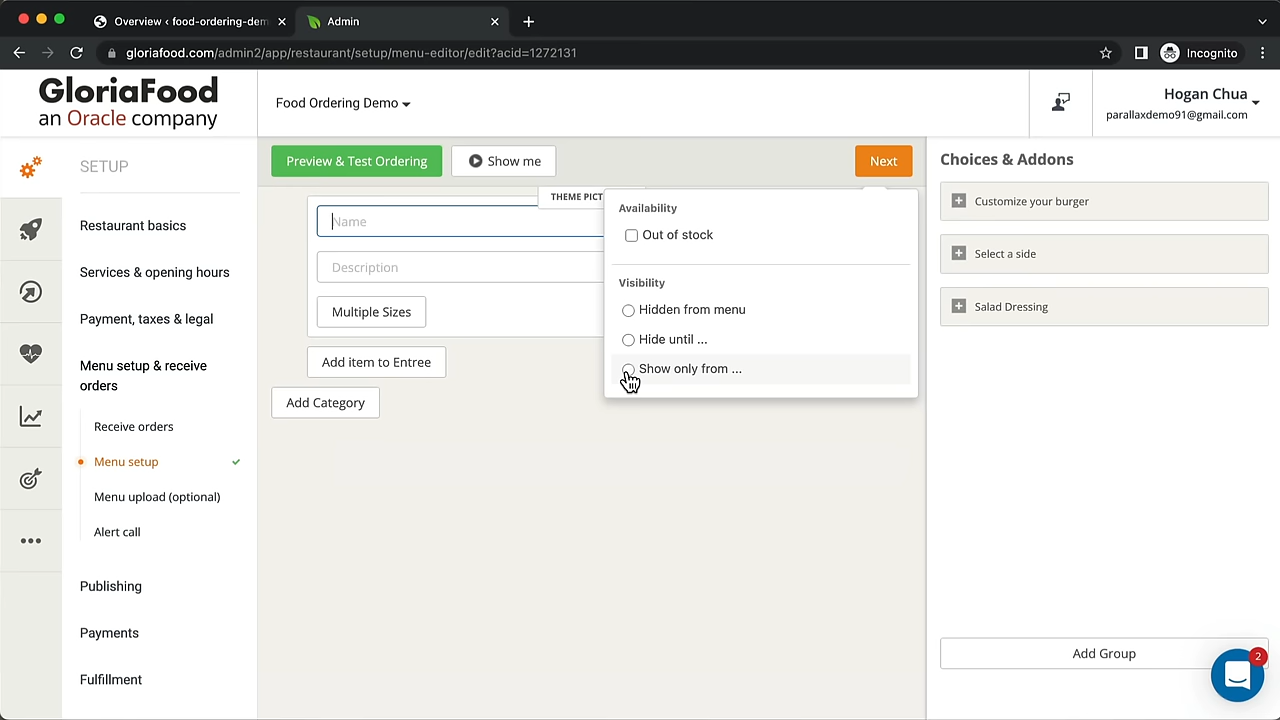 Overview ‹ food-ordering-dem
Admin
gloriafood.com/admin2/app/restaurant/setup/menu-editor/edit?acid=1272131
Incognito
GloriaFood
an Oracle company
Food Ordering Demo
Hogan Chua
parallaxdemo91@gmail.com
SETUP
Restaurant basics
Services & opening hours
Payment, taxes & legal
Menu setup & receive
orders
Receive orders
Menu setup
Menu upload (optional)
Alert call
Publishing
Payments
Fulfillment
Preview & Test Ordering
Show me
Next
THEME PICT
Name
Description
Multiple Sizes
Add item to Entree
Add Category
Availability
Out of stock
Visibility
Hidden from menu
Hide until ...
Show only from ...
Choices & Addons
Customize your burger
Select a side
Salad Dressing
Add Group
2